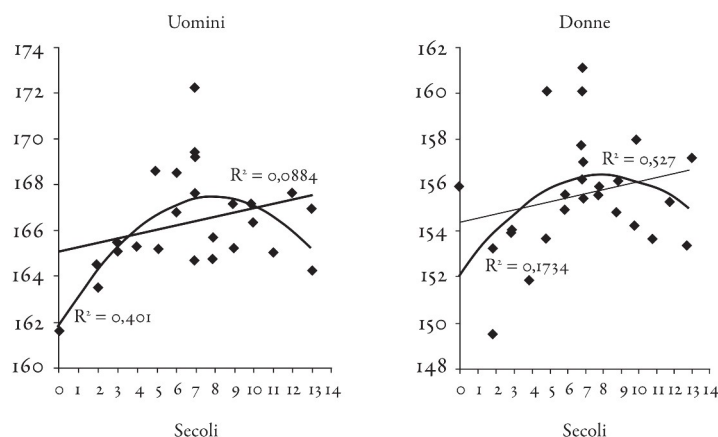 Uomini
174
172
170
168
166
164
162
160
R² = 0,0884
R² = 0,401
0 1 2 3 4 5 6 7 8 9 10 11 12 13 14
Secoli
Donne
162
160
158
156
154
152
150
148
R² = 0,527
R² = 0,1734
0 1 2 3 4 5 6 7 8 9 10 11 12 13 14
Secoli